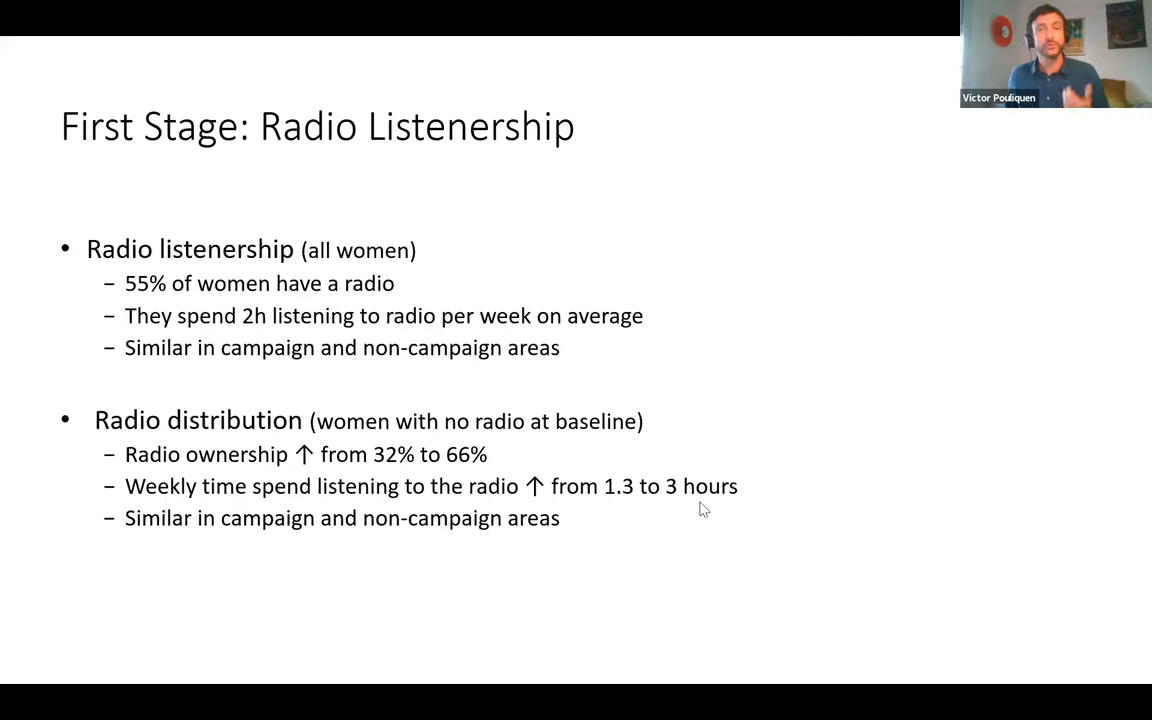 Victor Pouliquen
First Stage: Radio Listenership
• Radio listenership (all women)
– 55% of women have a radio
– They spend 2h listening to radio per week on average
– Similar in campaign and non-campaign areas
• Radio distribution (women with no radio at baseline)
– Radio ownership ↑ from 32% to 66%
– Weekly time spend listening to the radio ↑ from 1.3 to 3 hours
– Similar in campaign and non-campaign areas